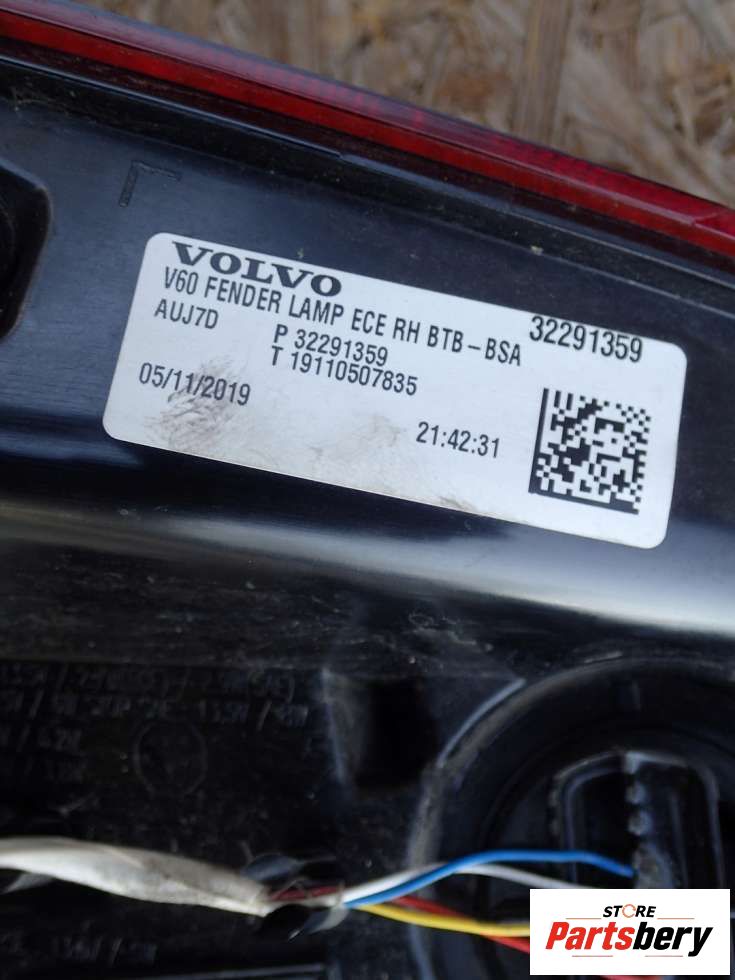 VOLVO
V60 FENDER LAMP ECE RH BTB-BSA 32291359
AUJ7D P 32291359
T 19110507835
05/11/2019 21:42:31
STORE
Partsbery